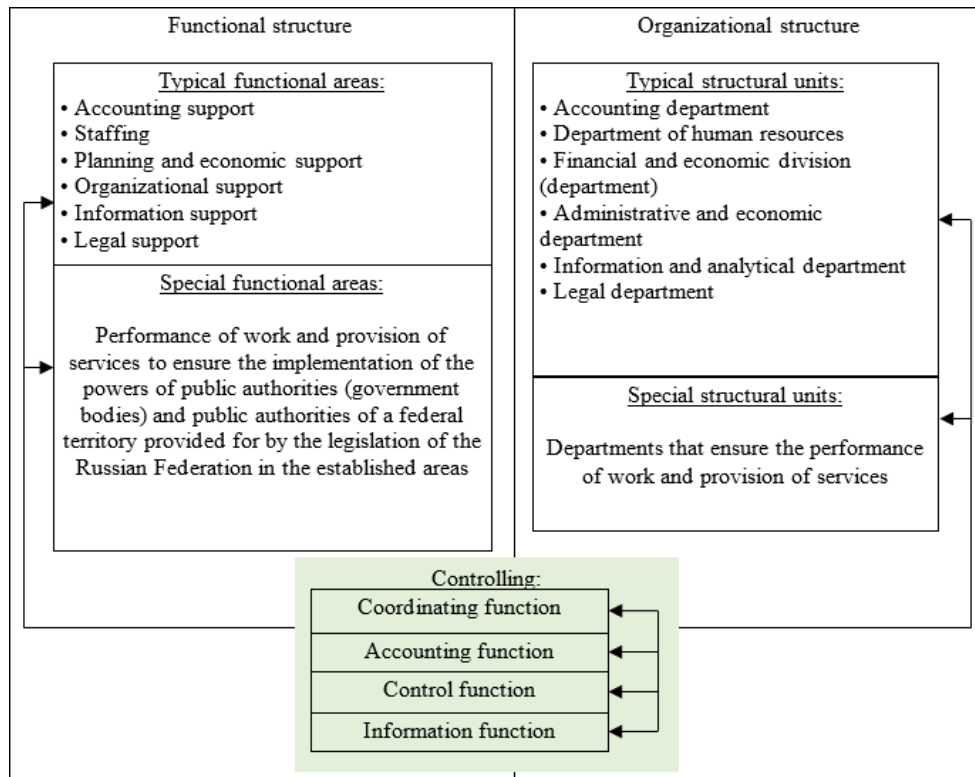 Functional structure
Typical functional areas:
• Accounting support
• Staffing
• Planning and economic support
• Organizational support
• Information support
• Legal support
Special functional areas:
Performance of work and provision of
services to ensure the implementation of the
powers of public authorities (government
bodies) and public authorities of a federal
territory provided for by the legislation of the
Russian Federation in the established areas
Organizational structure
Typical structural units:
• Accounting department
• Department of human resources
• Financial and economic division
(department)
• Administrative and economic
department
• Information and analytical department
• Legal department
Special structural units:
Departments that ensure the performance
of work and provision of services
Controlling:
Coordinating function
Accounting function
Control function
Information function